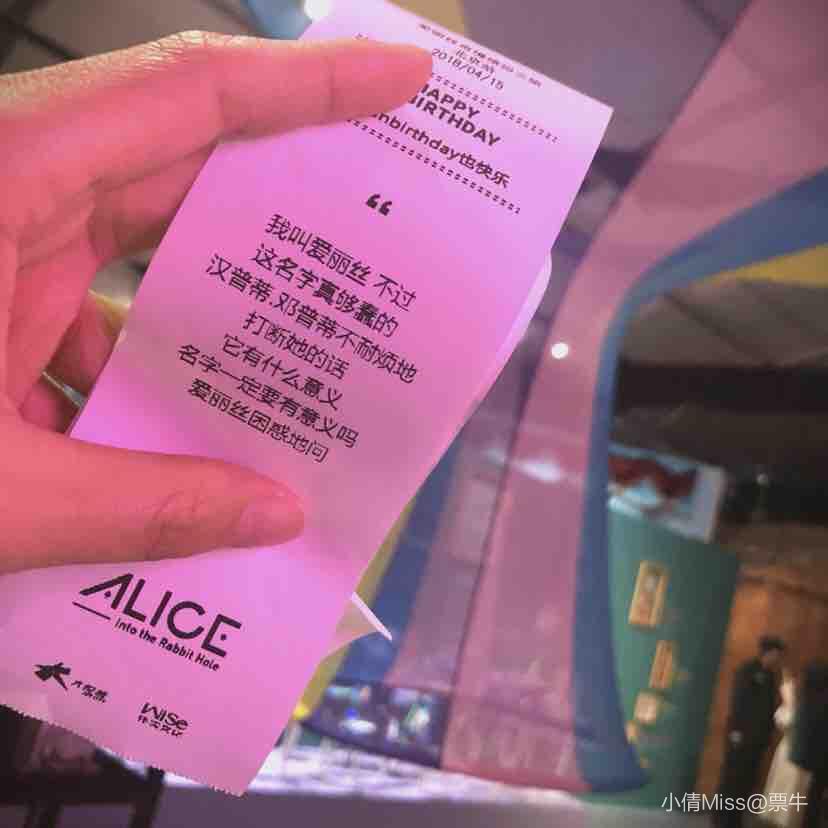 2018/04/15
HAPPY
BIRTHDAY
nbirthday也快乐
“
我叫爱丽丝 不过
这名字真够蠢的
汉普蒂.邓普蒂不耐烦地
打断她的话
它有什么意义
名字一定要有意义吗
爱丽丝困惑地问
ALICE
into the Rabbit Hole
大悦城
WISE
小倩Miss@票牛